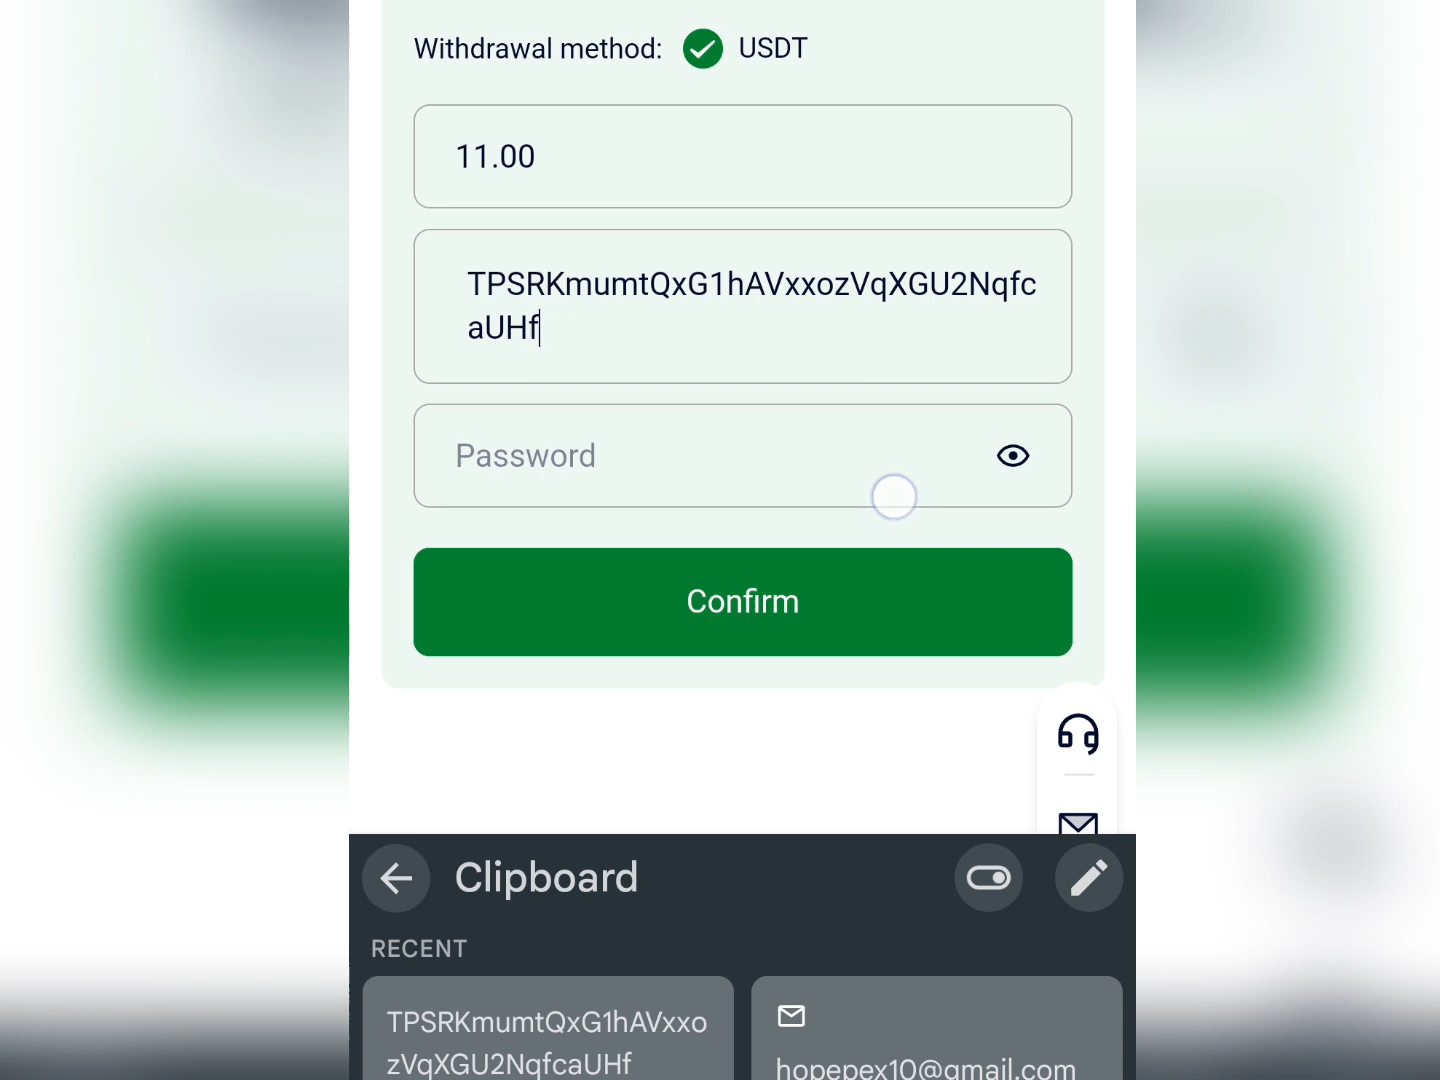 Withdrawal method: USDT
11.00
TPSRKmumtQxG1hAVxxozVqXGU2Nqfc
aUHf
Password
Confirm
Clipboard
RECENT
TPSRKmumtQxG1hAVxxo
zVqXGU2NqfcaUHf
hopepex10@gmail.com